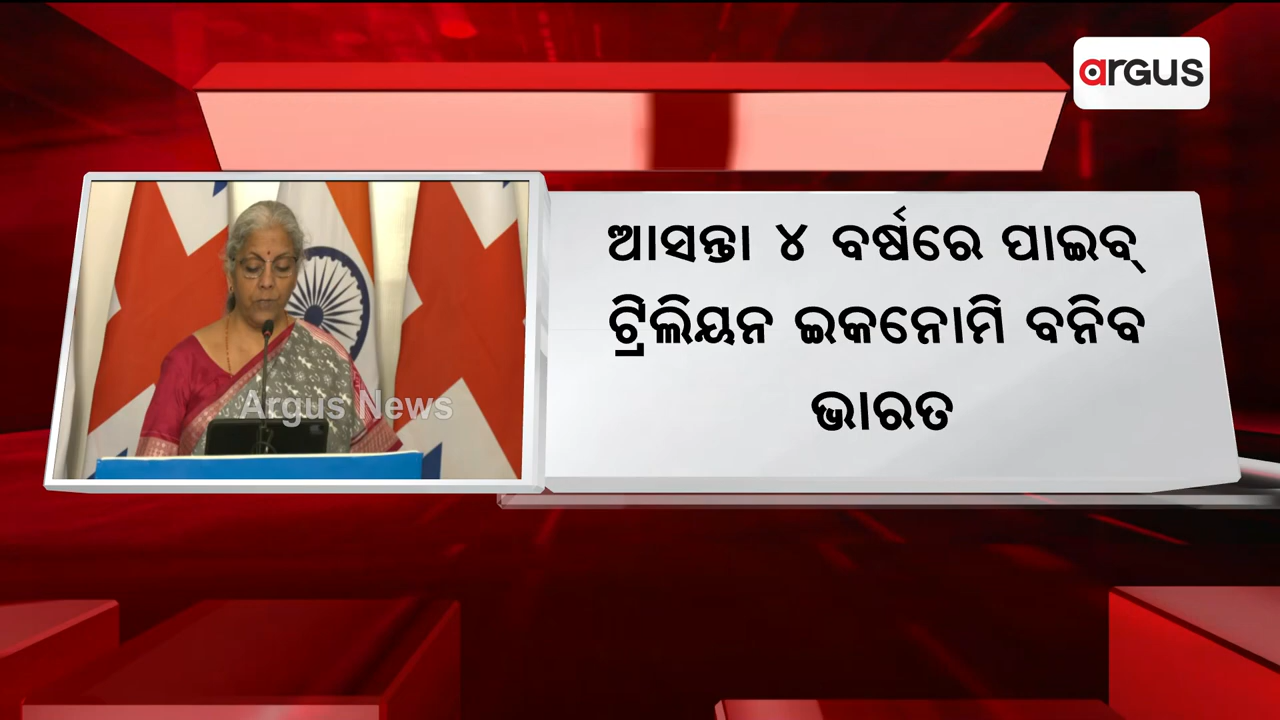 argus
ଆସନ୍ତା ୪ ବର୍ଷରେ ପାଇବ୍
ଟ୍ରିଲିୟନ ଇକନୋମି ବନିବ
ଭାରତ
Argus News